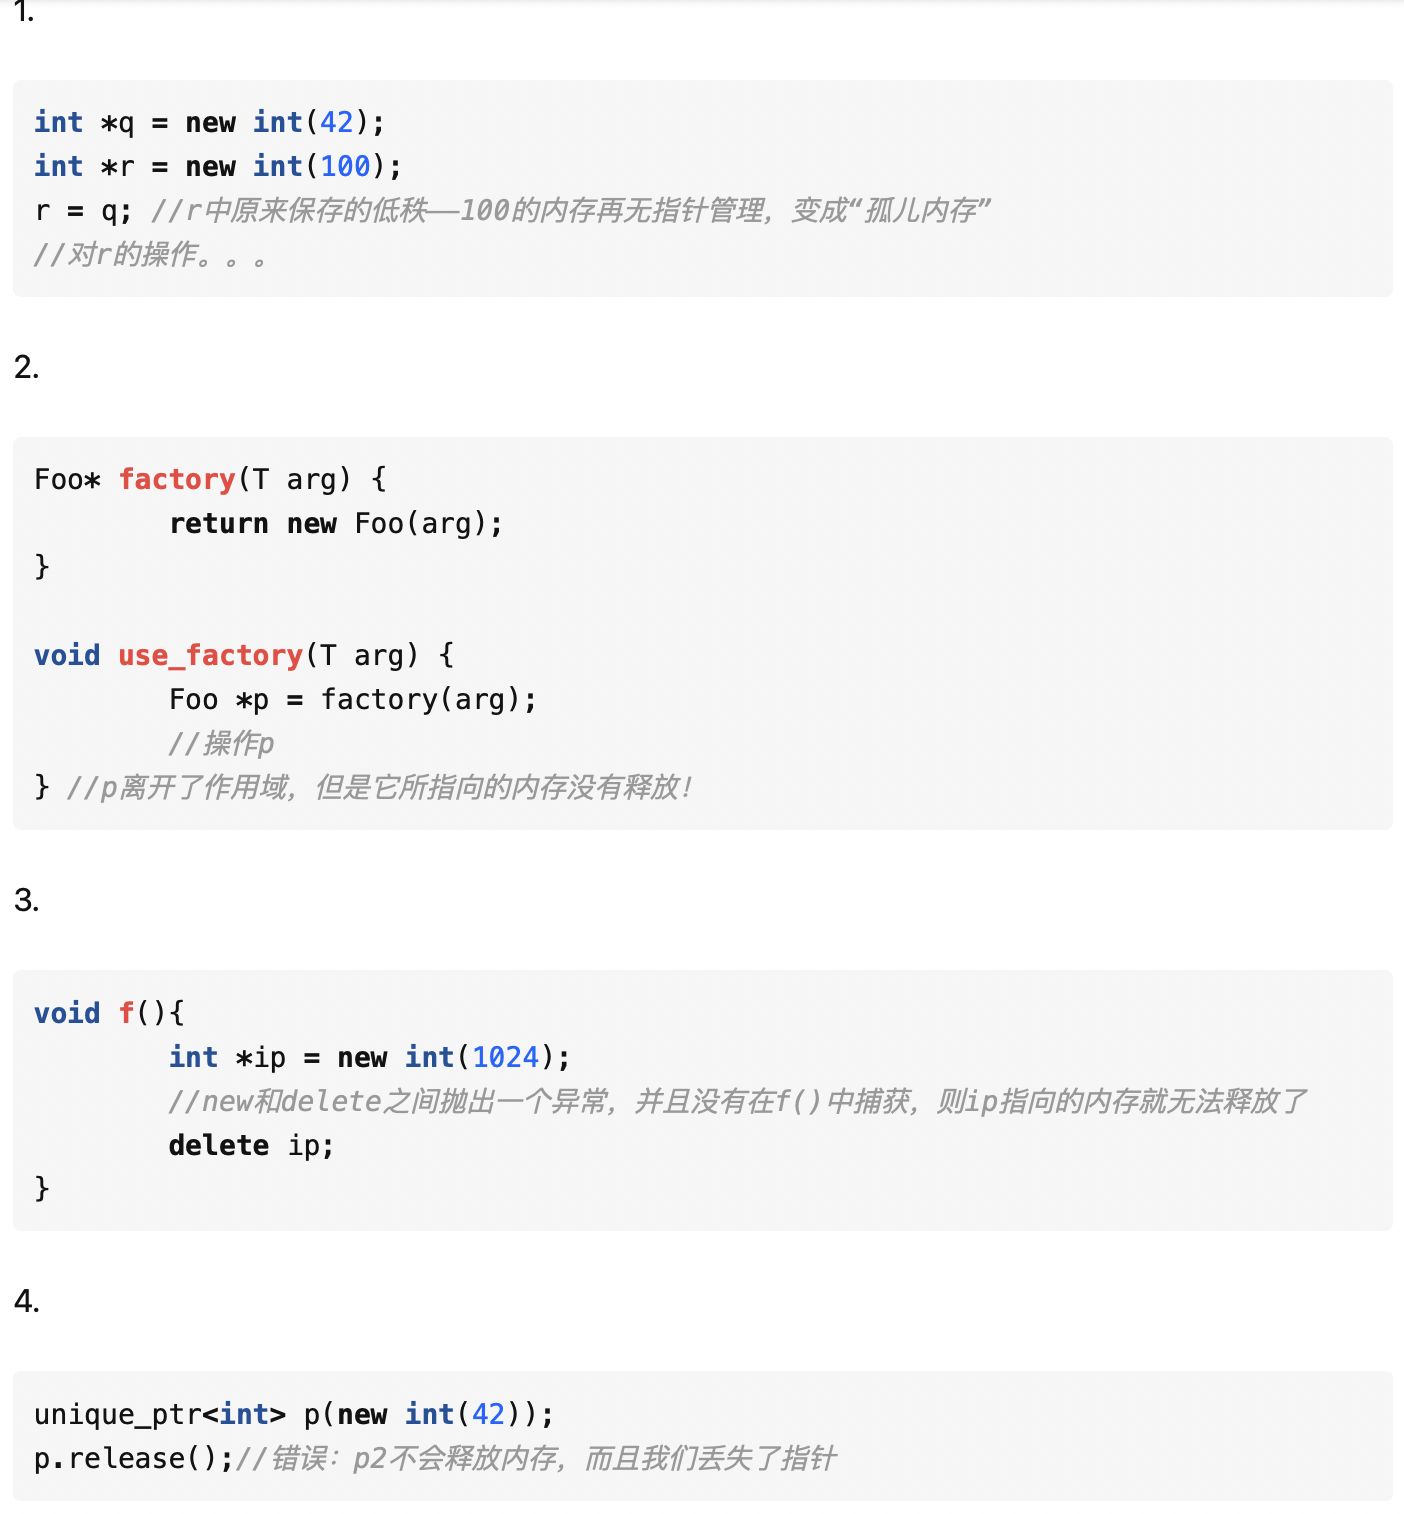 1.
int *q = new int(42);
int *r = new int(100);
r = q; //r中原来保存的低秩——100的内存再无指针管理，变成“孤儿内存”
//对r的操作。。。
2.
Foo* factory(T arg) {
        return new Foo(arg);
}
void use_factory(T arg) {
        Foo *p = factory(arg);
        //操作p
} //p离开了作用域，但是它所指向的内存没有释放！
3.
void f(){
        int *ip = new int(1024);
        //new和delete之间抛出一个异常，并且没有在f()中捕获，则ip指向的内存就无法释放了
        delete ip;
}
4.
unique_ptr<int> p(new int(42));
p.release();//错误：p2不会释放内存，而且我们丢失了指针